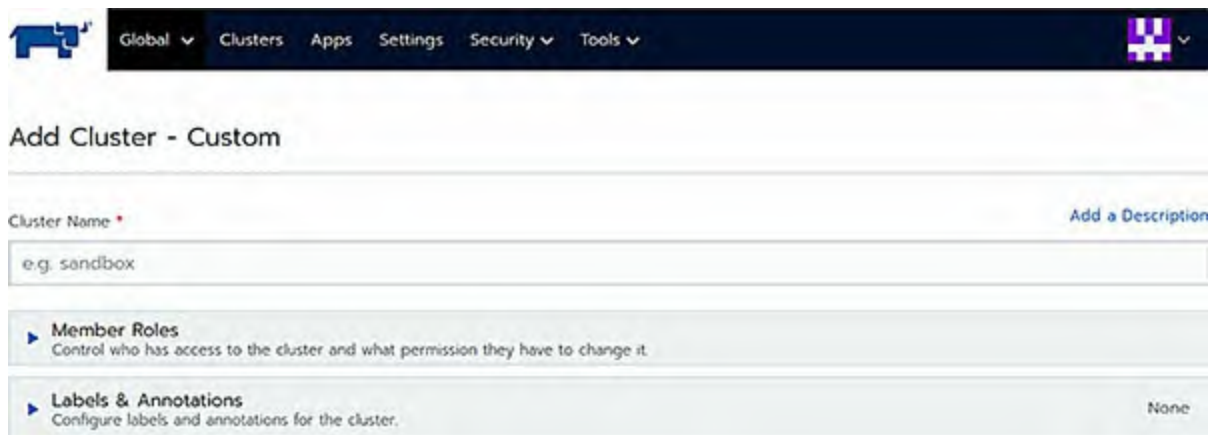 Global Clusters Apps Settings Security Tools
Add Cluster - Custom
Cluster Name *
Add a Description
e.g. sandbox
Member Roles
Control who has access to the cluster and what permission they have to change it.
Labels & Annotations
Configure labels and annotations for the cluster.
None